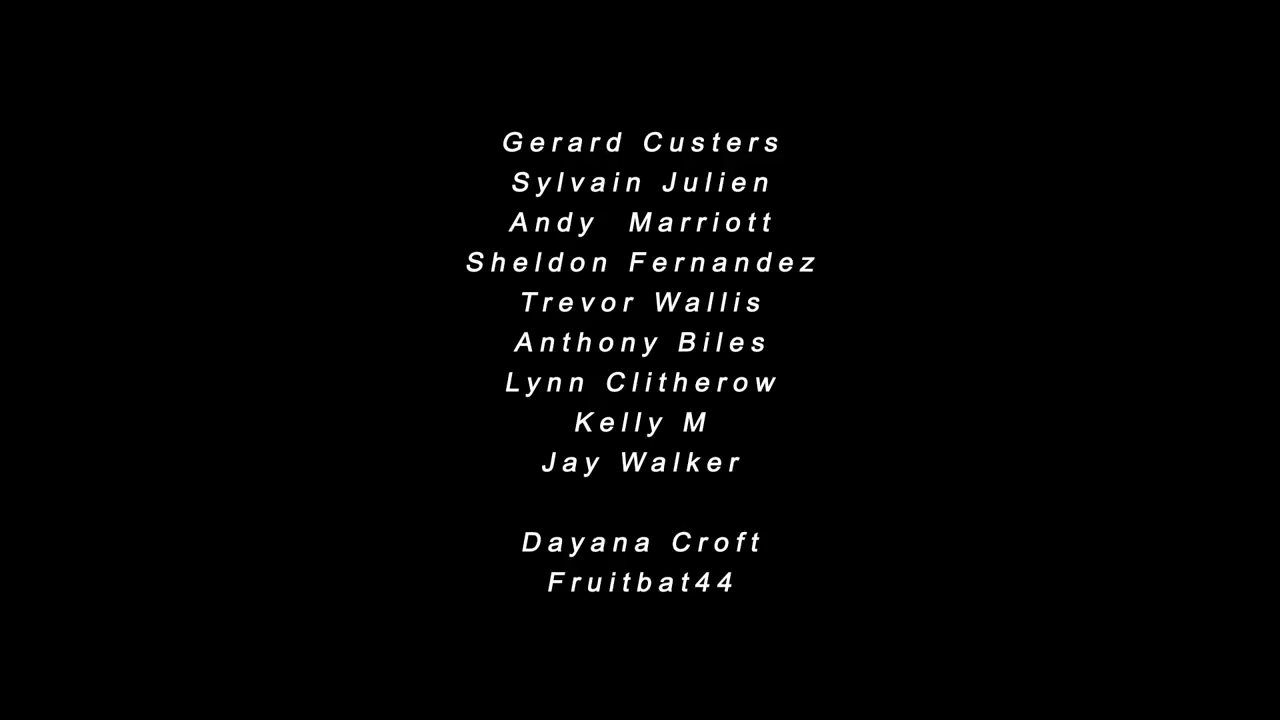 Gerard Custers
Sylvain Julien
Andy  Marriott
Sheldon Fernandez
Trevor Wallis
Anthony Biles
Lynn Clitherow
Kelly M
Jay Walker
Dayana Croft
Fruitbat44